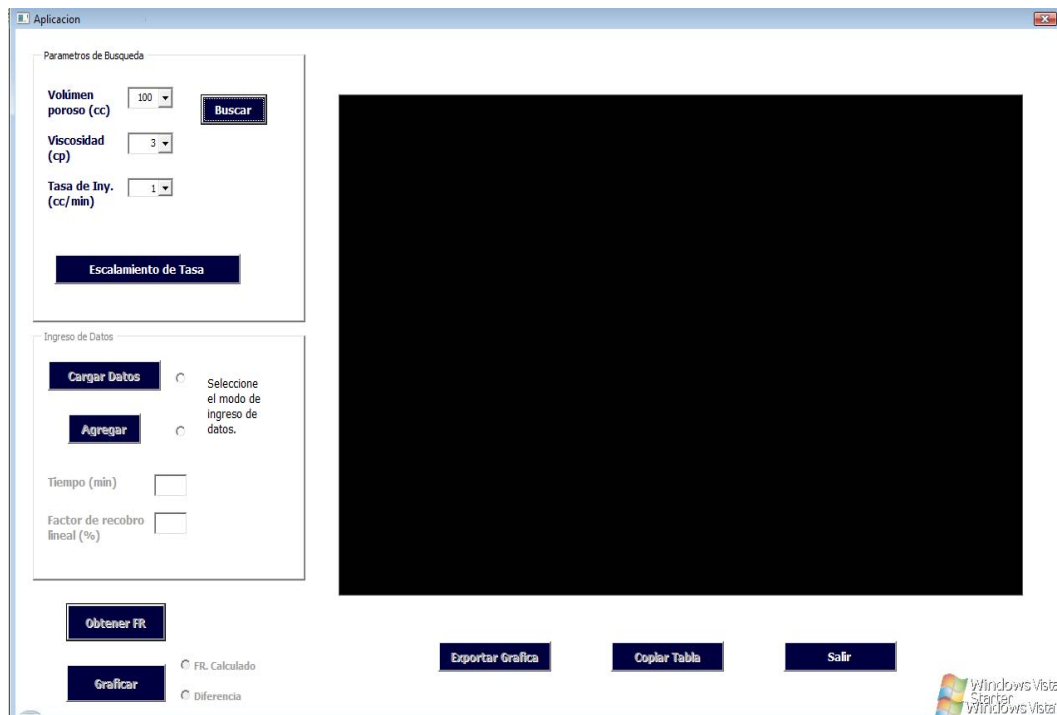 Aplicacion
Parametros de Busqueda
Volúmen
poroso (cc)
100
Buscar
Viscosidad
(cp)
3
Tasa de Iny.
(cc/min)
1
Escalamiento de Tasa
Ingreso de Datos
Cargar Datos
Seleccione
el modo de
ingreso de
datos.
Agregar
Tiempo (min)
Factor de recobro
lineal (%)
Obtener FR
Graficar
FR. Calculado
Diferencia
Exportar Grafica
Copiar Tabla
Salir
Windows Vista
Starter
Windows Vista